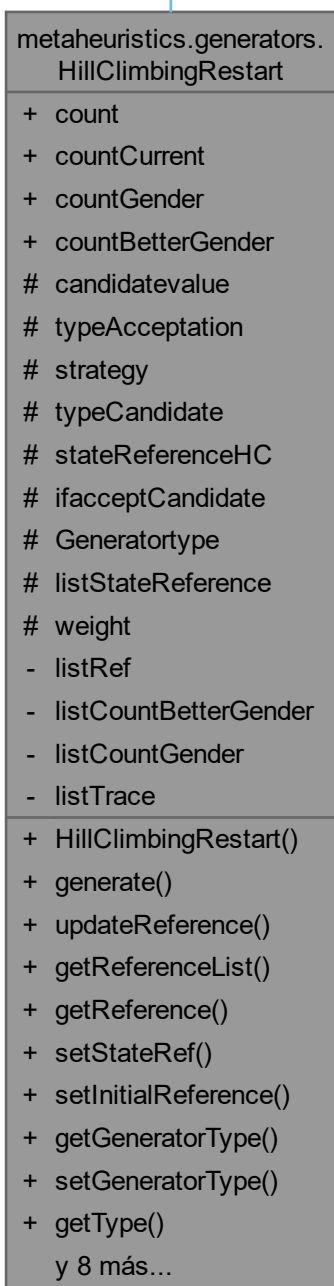 metaheuristics.generators.
HillClimbingRestart
+ count
+ countCurrent
+ countGender
+ countBetterGender
# candidatevalue
# typeAcceptation
# strategy
# typeCandidate
# stateReferenceHC
# ifacceptCandidate
# Generatortype
# listStateReference
# weight
- listRef
- listCountBetterGender
- listCountGender
- listTrace
+ HillClimbingRestart()
+ generate()
+ updateReference()
+ getReferenceList()
+ getReference()
+ setStateRef()
+ setInitialReference()
+ getGeneratorType()
+ setGeneratorType()
+ getType()
y 8 más...